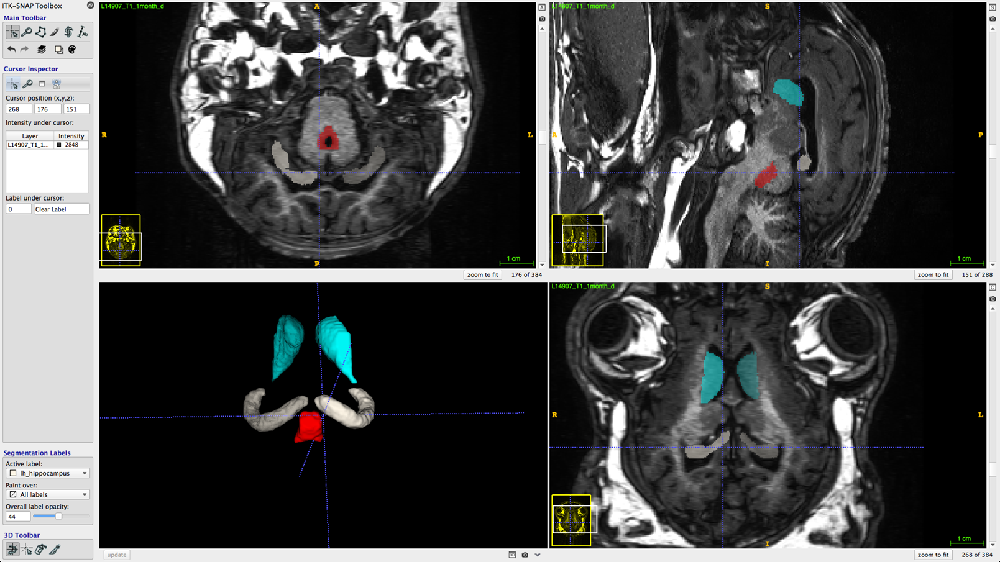 ITK-SNAP Toolbox
Main Toolbar
Cursor Inspector
Cursor position (x,y,z):
268 176 151
Intensity under cursor:
Layer Intensity
L14907_T1_1... 2848
Label under cursor:
0 Clear Label
Segmentation Labels
Active label:
lh_hippocampus
Paint over:
All labels
Overall label opacity:
44
3D Toolbar
L14907_T1_1month_d
A
R
L
P
1 cm
A
zoom to fit 176 of 384
L14907_T1_1month_d
S
A
P
I
1 cm
S
zoom to fit 151 of 288
update
3D
L14907_T1_1month_d
S
R
L
I
1 cm
C
zoom to fit 268 of 384